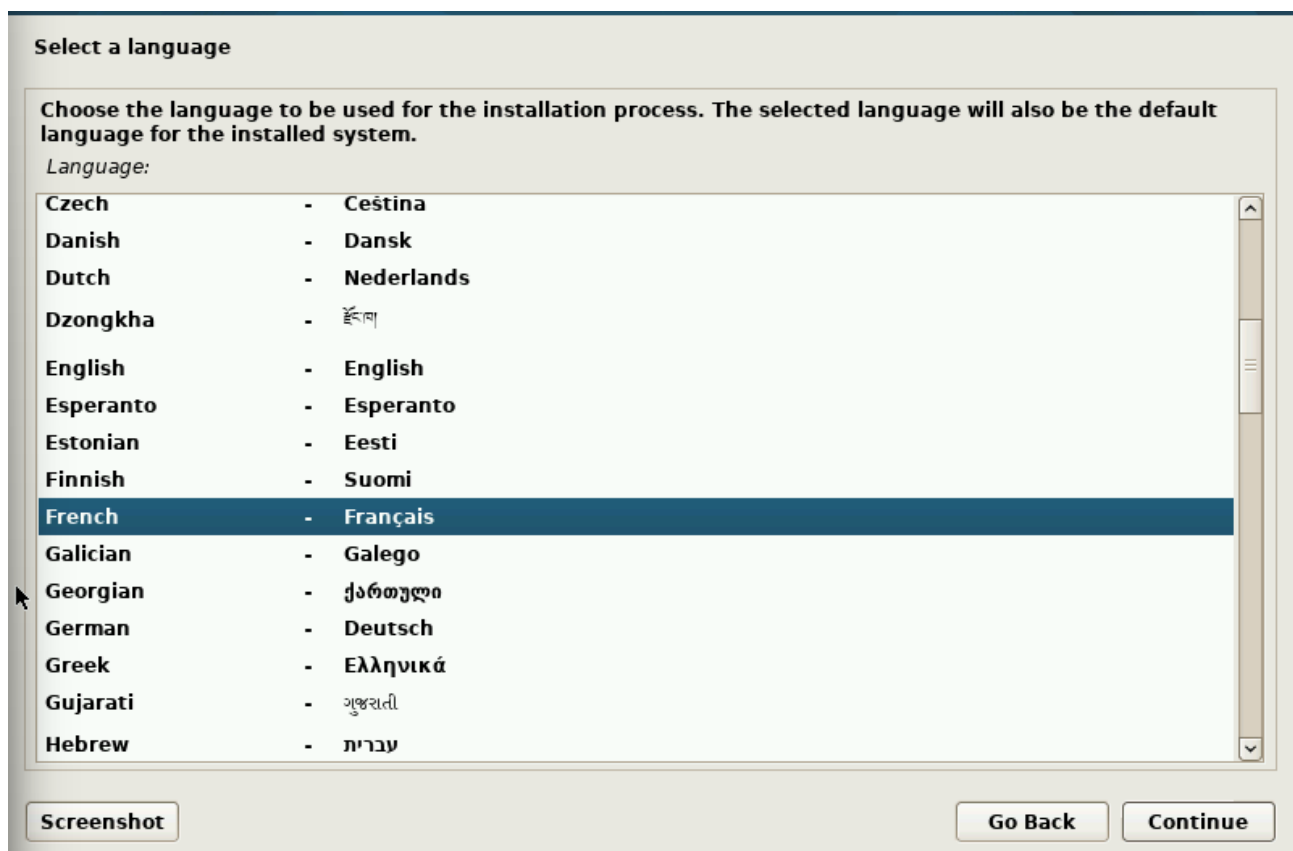 Select a language
Choose the language to be used for the installation process. The selected language will also be the default
language for the installed system.
Language:
Czech - Čeština
Danish - Dansk
Dutch - Nederlands
Dzongkha - རྫོང་ཁ།
English - English
Esperanto - Esperanto
Estonian - Eesti
Finnish - Suomi
French - Français
Galician - Galego
Georgian - ქართული
German - Deutsch
Greek - Ελληνικά
Gujarati - ગુજરાતી
Hebrew - עברית
Screenshot Go Back Continue